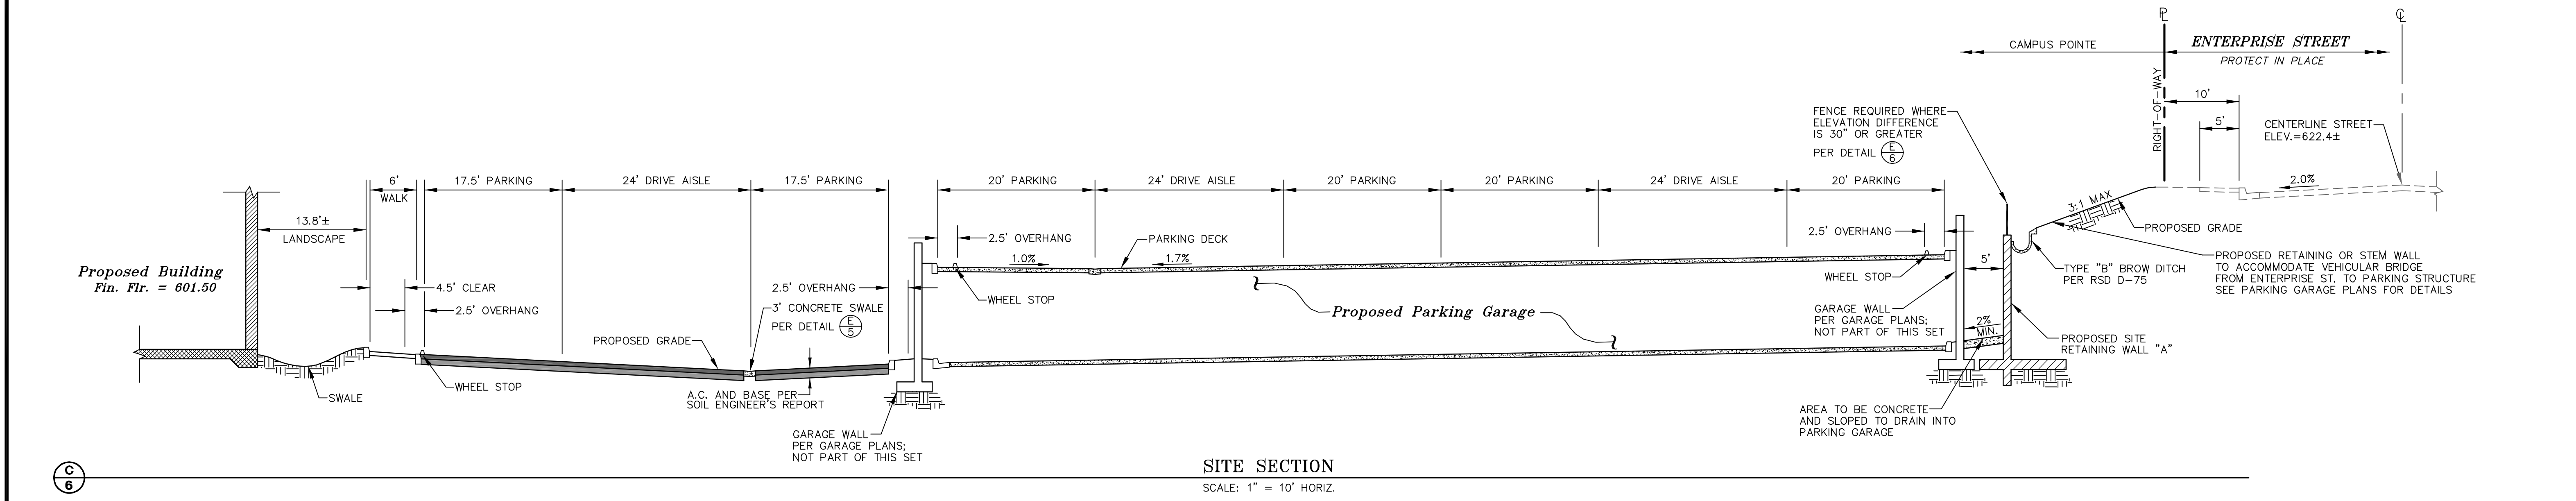 CAMPUS POINTE
ENTERPRISE STREET
PROTECT IN PLACE
RIGHT-OF-WAY
10'
5'
CENTERLINE STREET
ELEV.=622.4±
2.0%
FENCE REQUIRED WHERE
ELEVATION DIFFERENCE
IS 30" OR GREATER
PER DETAIL E
6
6'
WALK
17.5' PARKING
24' DRIVE AISLE
17.5' PARKING
20' PARKING
24' DRIVE AISLE
20' PARKING
20' PARKING
24' DRIVE AISLE
20' PARKING
3:1 MAX
PROPOSED GRADE
13.8'±
LANDSCAPE
2.5' OVERHANG
PARKING DECK
2.5' OVERHANG
1.0%
1.7%
WHEEL STOP
WHEEL STOP
5'
TYPE "B" BROW DITCH
PER RSD D-75
PROPOSED RETAINING OR STEM WALL
TO ACCOMMODATE VEHICULAR BRIDGE
FROM ENTERPRISE ST. TO PARKING STRUCTURE
SEE PARKING GARAGE PLANS FOR DETAILS
Proposed Building
Fin. Flr. = 601.50
4.5' CLEAR
2.5' OVERHANG
2.5' OVERHANG
3' CONCRETE SWALE
PER DETAIL E
5
Proposed Parking Garage
GARAGE WALL
PER GARAGE PLANS;
NOT PART OF THIS SET
2%
MIN.
PROPOSED SITE
RETAINING WALL "A"
PROPOSED GRADE
WHEEL STOP
SWALE
A.C. AND BASE PER
SOIL ENGINEER'S REPORT
GARAGE WALL
PER GARAGE PLANS;
NOT PART OF THIS SET
AREA TO BE CONCRETE
AND SLOPED TO DRAIN INTO
PARKING GARAGE
C
6
SITE SECTION
SCALE: 1" = 10' HORIZ.